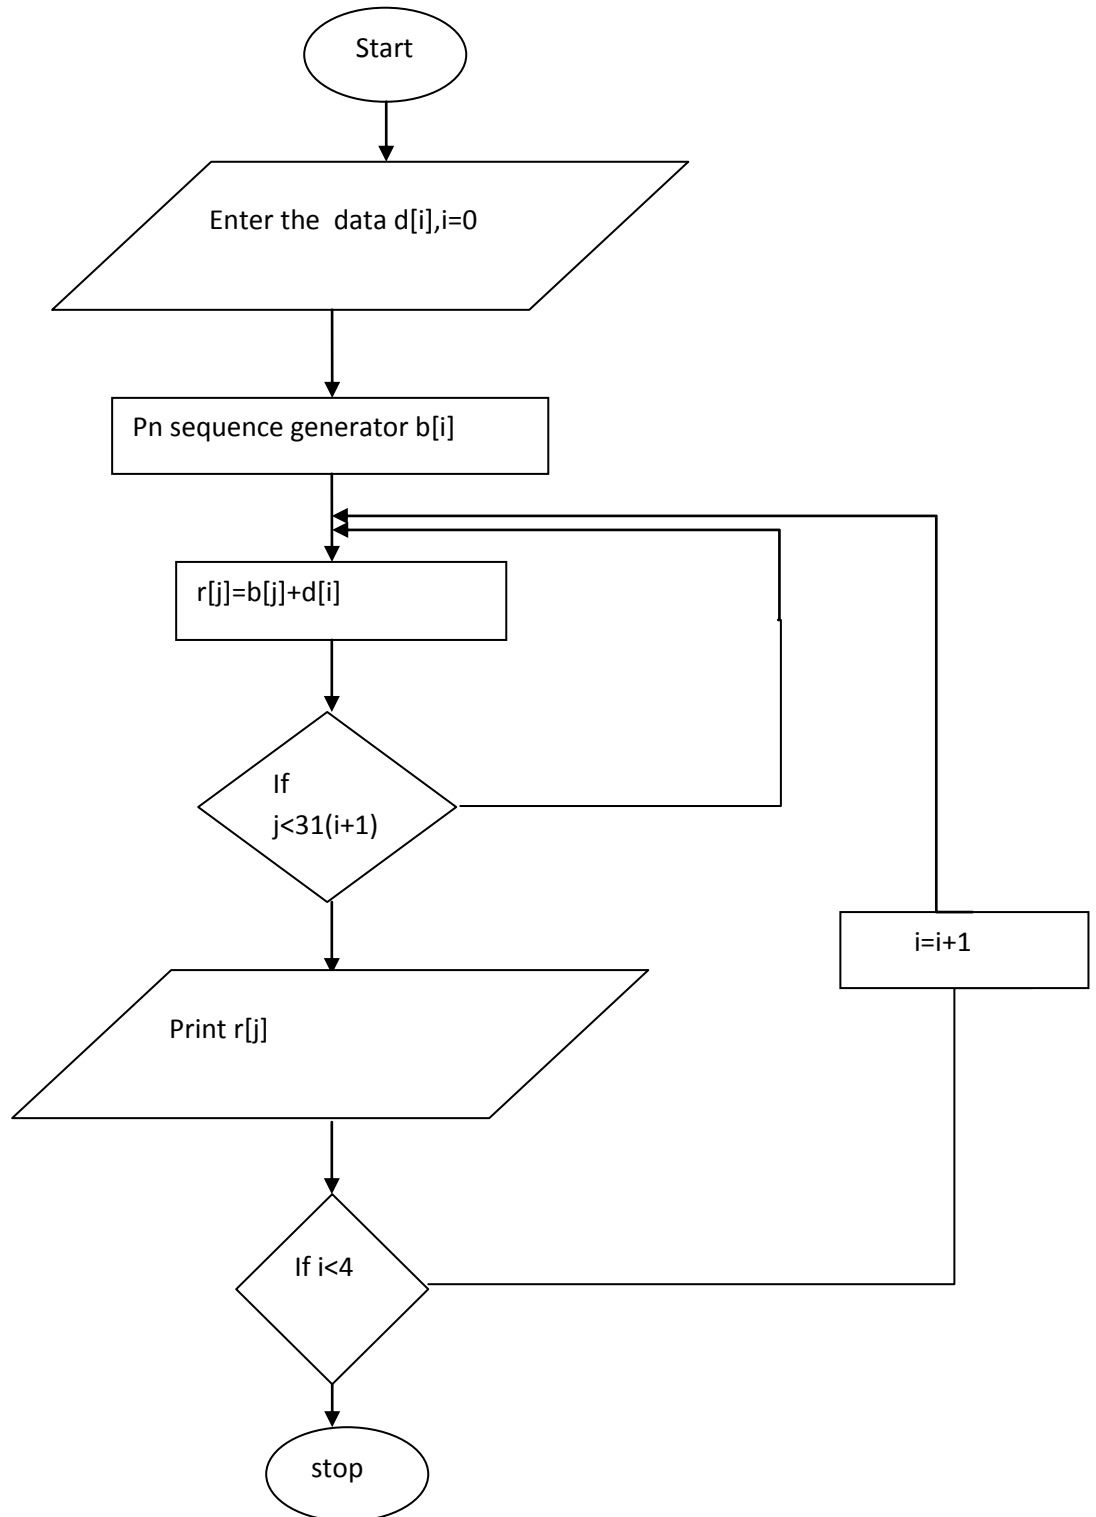 Start
Enter the  data d[i],i=0
Pn sequence generator b[i]
r[j]=b[j]+d[i]
If
j<31(i+1)
i=i+1
Print r[j]
If i<4
stop